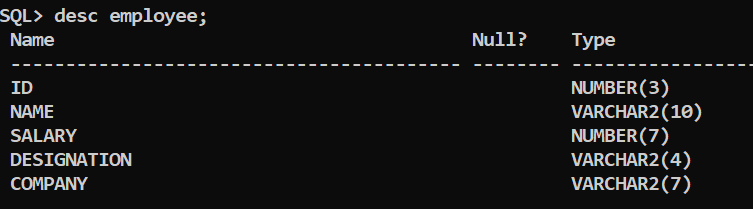 SQL> desc employee;
Name Null? Type
----------------------------------------- -------- -----------------
ID NUMBER(3)
NAME VARCHAR2(10)
SALARY NUMBER(7)
DESIGNATION VARCHAR2(4)
COMPANY VARCHAR2(7)